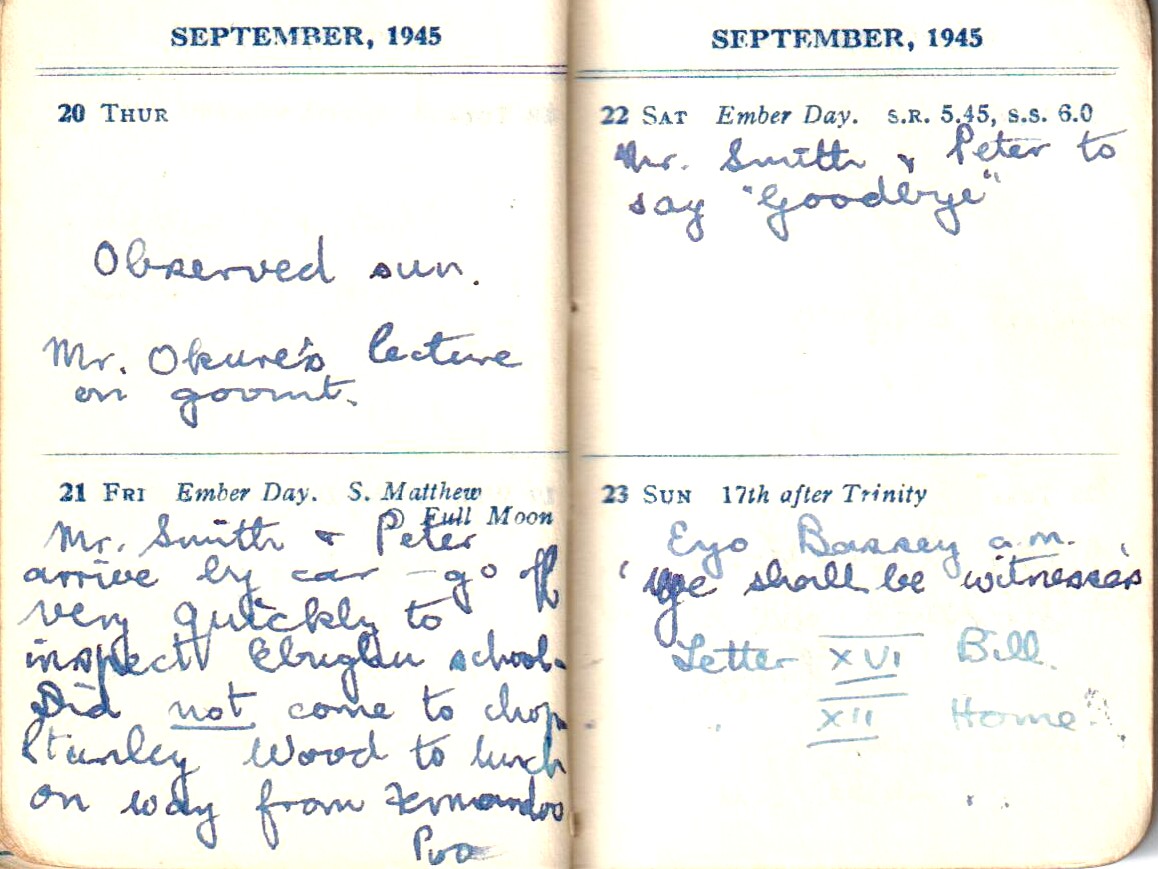 SEPTEMBER, 1945
20 THUR
Observed sun.
Mr. Okure's lecture
on govmt.
21 FRI Ember Day. S. Matthew
Full Moon
Mr. Smith & Peter
arrive by car - go off
very quickly to
inspect school.
Did not come to chop
Stanley Wood to lunch
on way from Fernandoo
Poo
SEPTEMBER, 1945
22 SAT Ember Day. S.R. 5.45, S.S. 6.0
Mr. Smith & Peter to
say "Goodbye"
23 SUN 17th after Trinity
Eyo Bassey a.m.
'Ye shall be witnesses'
Letter XVI Bill.
" XII Home.